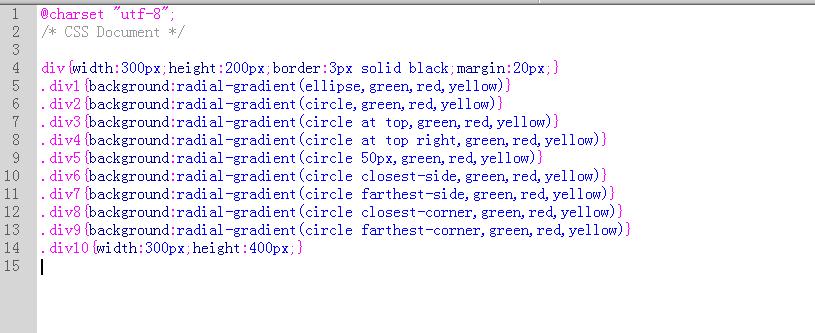 1 @charset "utf-8";
2 /* CSS Document */
3
4 div{width:300px;height:200px;border:3px solid black;margin:20px;}
5 .div1{background:radial-gradient(ellipse,green,red,yellow)}
6 .div2{background:radial-gradient(circle,green,red,yellow)}
7 .div3{background:radial-gradient(circle at top,green,red,yellow)}
8 .div4{background:radial-gradient(circle at top right,green,red,yellow)}
9 .div5{background:radial-gradient(circle 50px,green,red,yellow)}
10 .div6{background:radial-gradient(circle closest-side,green,red,yellow)}
11 .div7{background:radial-gradient(circle farthest-side,green,red,yellow)}
12 .div8{background:radial-gradient(circle closest-corner,green,red,yellow)}
13 .div9{background:radial-gradient(circle farthest-corner,green,red,yellow)}
14 .div10{width:300px;height:400px;}
15